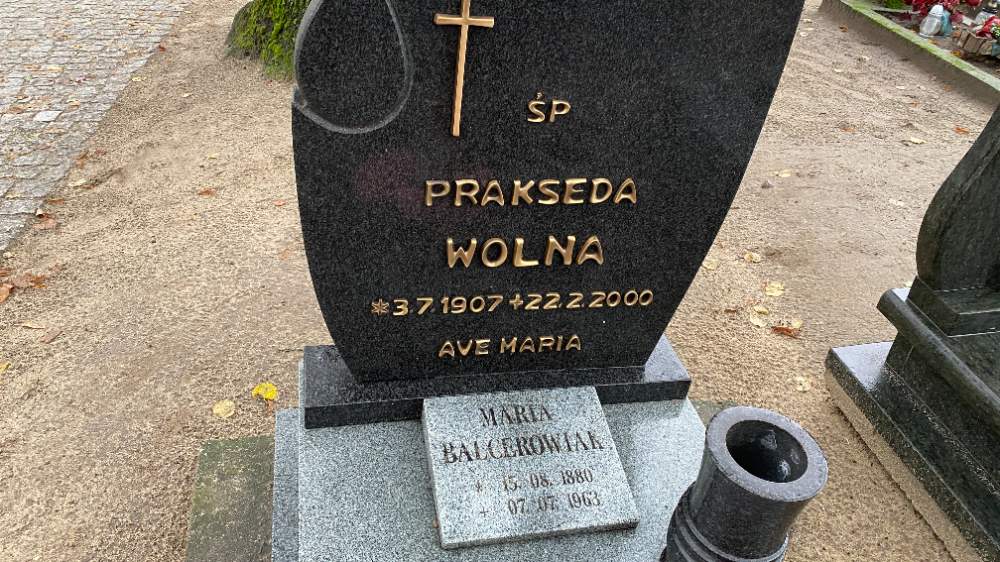 ŚP
PRAKSEDA
WOLNA
*3.7.1907+22.2.2000
AVE MARIA
MARIA
BALCEROWIAK
* 15. 08. 1880
+ 07. 07. 1963